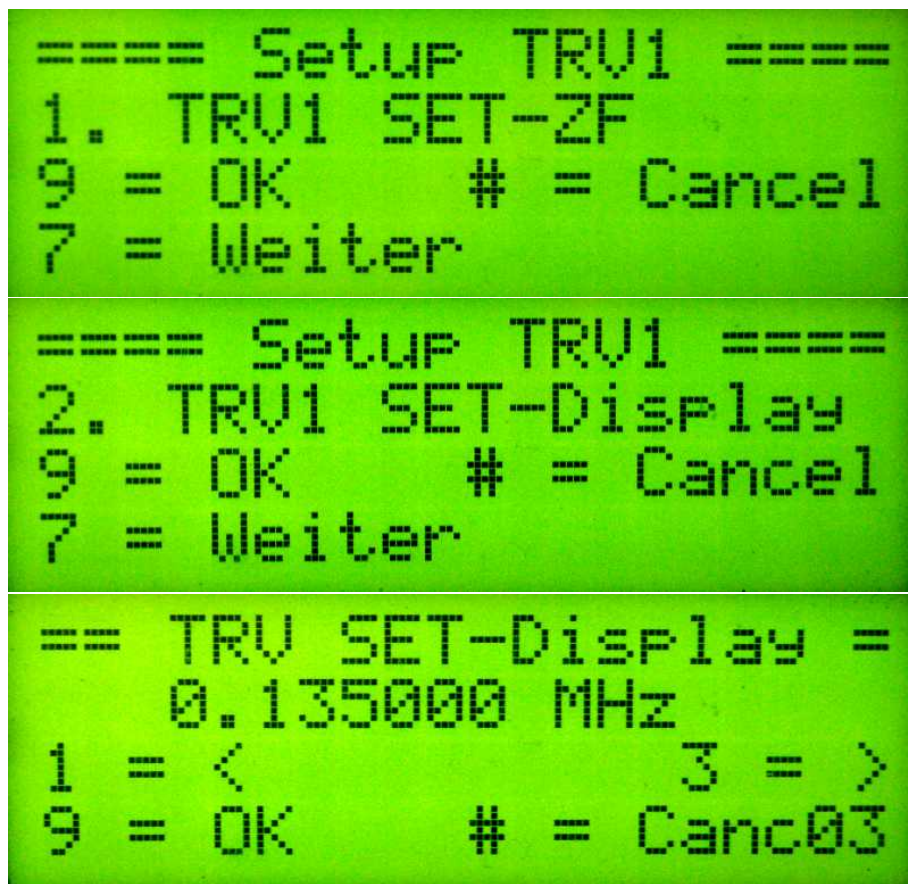 ==== Setup TRV1 ====
1. TRV1 SET-ZF
9 = OK # = Cancel
7 = Weiter
==== Setup TRV1 ====
2. TRV1 SET-Display
9 = OK # = Cancel
7 = Weiter
== TRV SET-Display =
0.135000 MHz
1 = < 3 = >
9 = OK # = Canc03